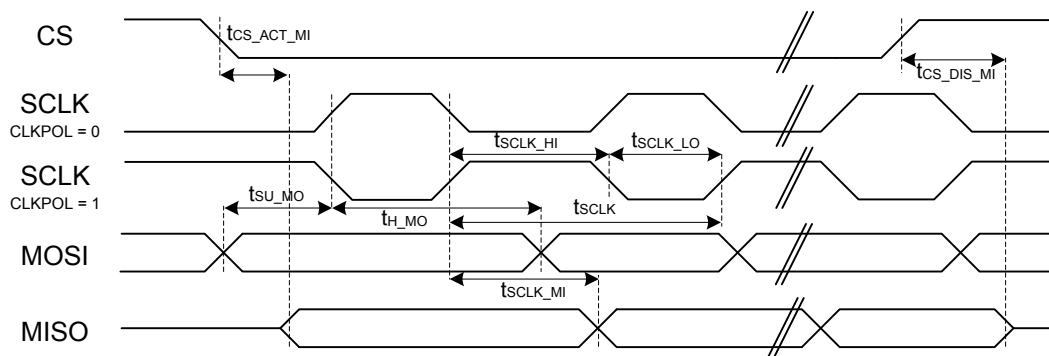 CS
tCS_ACT_MI
tCS_DIS_MI
SCLK
CLKPOL = 0
tSCLK_HI
tSCLK_LO
SCLK
CLKPOL = 1
tSU_MO
tH_MO
tSCLK
MOSI
tSCLK_MI
MISO